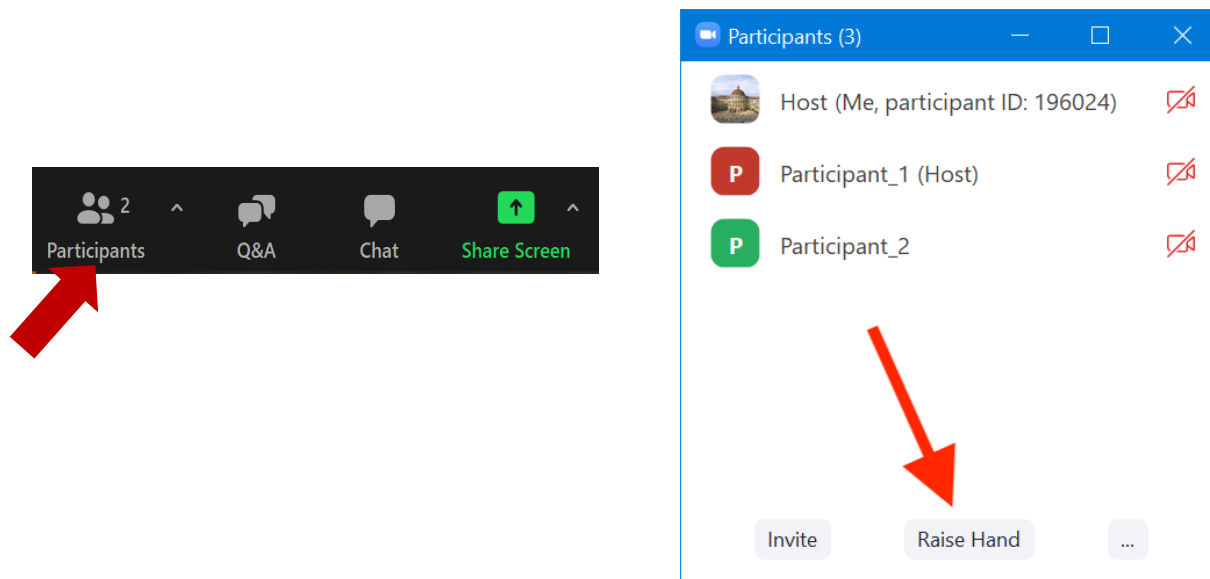 2
Participants
Q&A
Chat
Share Screen
Participants (3)
Host (Me, participant ID: 196024)
P
Participant_1 (Host)
P
Participant_2
Invite
Raise Hand
...